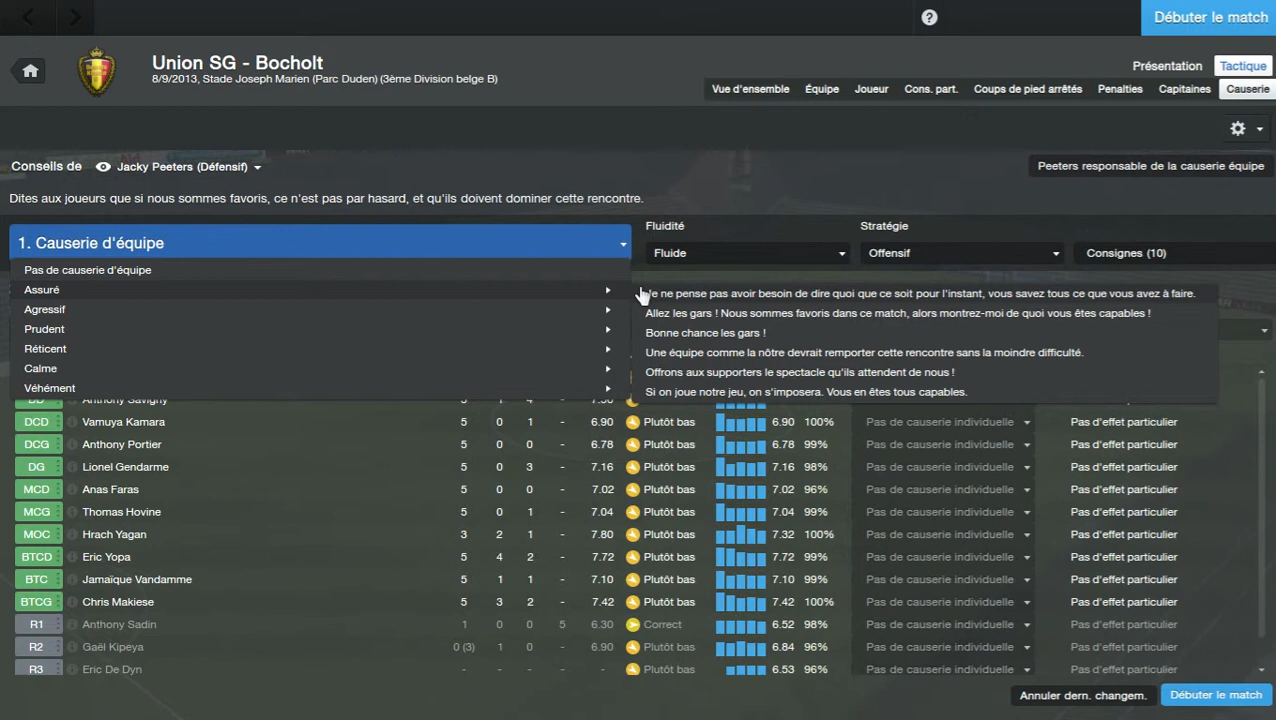 Débuter le match
Union SG - Bocholt
8/9/2013, Stade Joseph Marien (Parc Duden) (3ème Division belge B)
Présentation Tactique
Vue d'ensemble Équipe Joueur Cons. part. Coups de pied arrêtés Penalties Capitaines Causerie
Conseils de Jacky Peeters (Défensif) Peeters responsable de la causerie équipe
Dites aux joueurs que si nous sommes favoris, ce n'est pas par hasard, et qu'ils doivent dominer cette rencontre.
Fluidité Stratégie
1. Causerie d'équipe Fluide Offensif Consignes (10)
Pas de causerie d'équipe
Assuré
Agressif
Prudent
Réticent
Calme
Véhément
Je ne pense pas avoir besoin de dire quoi que ce soit pour l'instant, vous savez tous ce que vous avez à faire.
Allez les gars ! Nous sommes favoris dans ce match, alors montrez-moi de quoi vous êtes capables !
Bonne chance les gars !
Une équipe comme la nôtre devrait remporter cette rencontre sans la moindre difficulté.
Offrons aux supporters le spectacle qu'ils attendent de nous !
Si on joue notre jeu, on s'imposera. Vous en êtes tous capables.
DD Anthony Savigny
DCD Vamuya Kamara 5 0 1 - 6.90 Plutôt bas 6.90 100% Pas de causerie individuelle Pas d'effet particulier
DCG Anthony Portier 5 0 0 - 6.78 Plutôt bas 6.78 99% Pas de causerie individuelle Pas d'effet particulier
DG Lionel Gendarme 5 0 3 - 7.16 Plutôt bas 7.16 98% Pas de causerie individuelle Pas d'effet particulier
MCD Anas Faras 5 0 0 - 7.02 Plutôt bas 7.02 96% Pas de causerie individuelle Pas d'effet particulier
MCG Thomas Hovine 5 0 1 - 7.04 Plutôt bas 7.04 99% Pas de causerie individuelle Pas d'effet particulier
MOC Hrach Yagan 3 2 1 - 7.80 Plutôt bas 7.32 100% Pas de causerie individuelle Pas d'effet particulier
BTCD Eric Yopa 5 4 2 - 7.72 Plutôt bas 7.72 99% Pas de causerie individuelle Pas d'effet particulier
BTC Jamaïque Vandamme 5 1 1 - 7.10 Plutôt bas 7.10 99% Pas de causerie individuelle Pas d'effet particulier
BTCG Chris Makiese 5 3 2 - 7.42 Plutôt bas 7.42 100% Pas de causerie individuelle Pas d'effet particulier
R1 Anthony Sadin 1 0 0 5 6.30 Correct 6.52 98% Pas de causerie individuelle Pas d'effet particulier
R2 Gaël Kipeya 0 (3) 1 0 - 6.90 Plutôt bas 6.84 96% Pas de causerie individuelle Pas d'effet particulier
R3 Eric De Dyn - - - - - Plutôt bas 6.53 96% Pas de causerie individuelle Pas d'effet particulier
Annuler dern. changem. Débuter le match